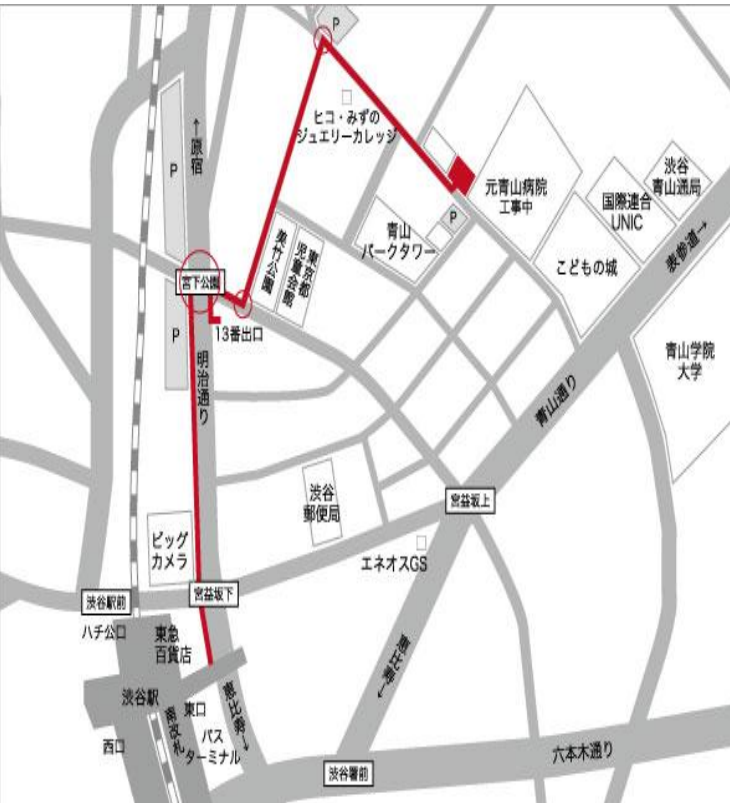 P
ヒコ・みずの
ジュエリーカレッジ
←原宿
P
元青山病院
工事中
渋谷
青山通局
国際連合
UNIC
P
青山
パークタワー
表参道→
こどもの城
美竹公園
東京都
児童会館
宮下公園
13番出口
P
明治通り
青山学院
大学
青山通り
渋谷
郵便局
宮益坂上
ビッグ
カメラ
エネオスGS
宮益坂下
渋谷駅前
ハチ公口
東急
百貨店
恵比寿↓
渋谷駅
東口
南改札
恵比寿↓
西口
バス
ターミナル
六本木通り
渋谷署前